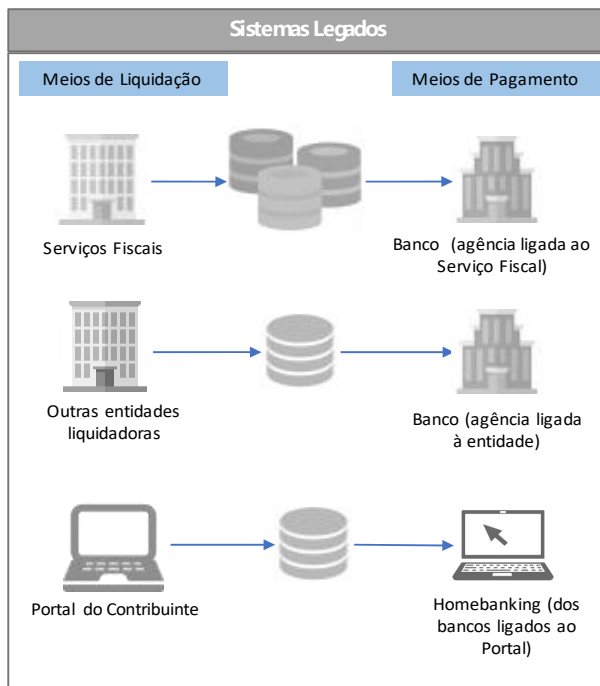 Sistemas Legados
Meios de Liquidação
Meios de Pagamento
Serviços Fiscais
Banco (agência ligada ao
Serviço Fiscal)
Outras entidades
liquidadoras
Banco (agência ligada
à entidade)
Portal do Contribuinte
Homebanking (dos
bancos ligados ao
Portal)